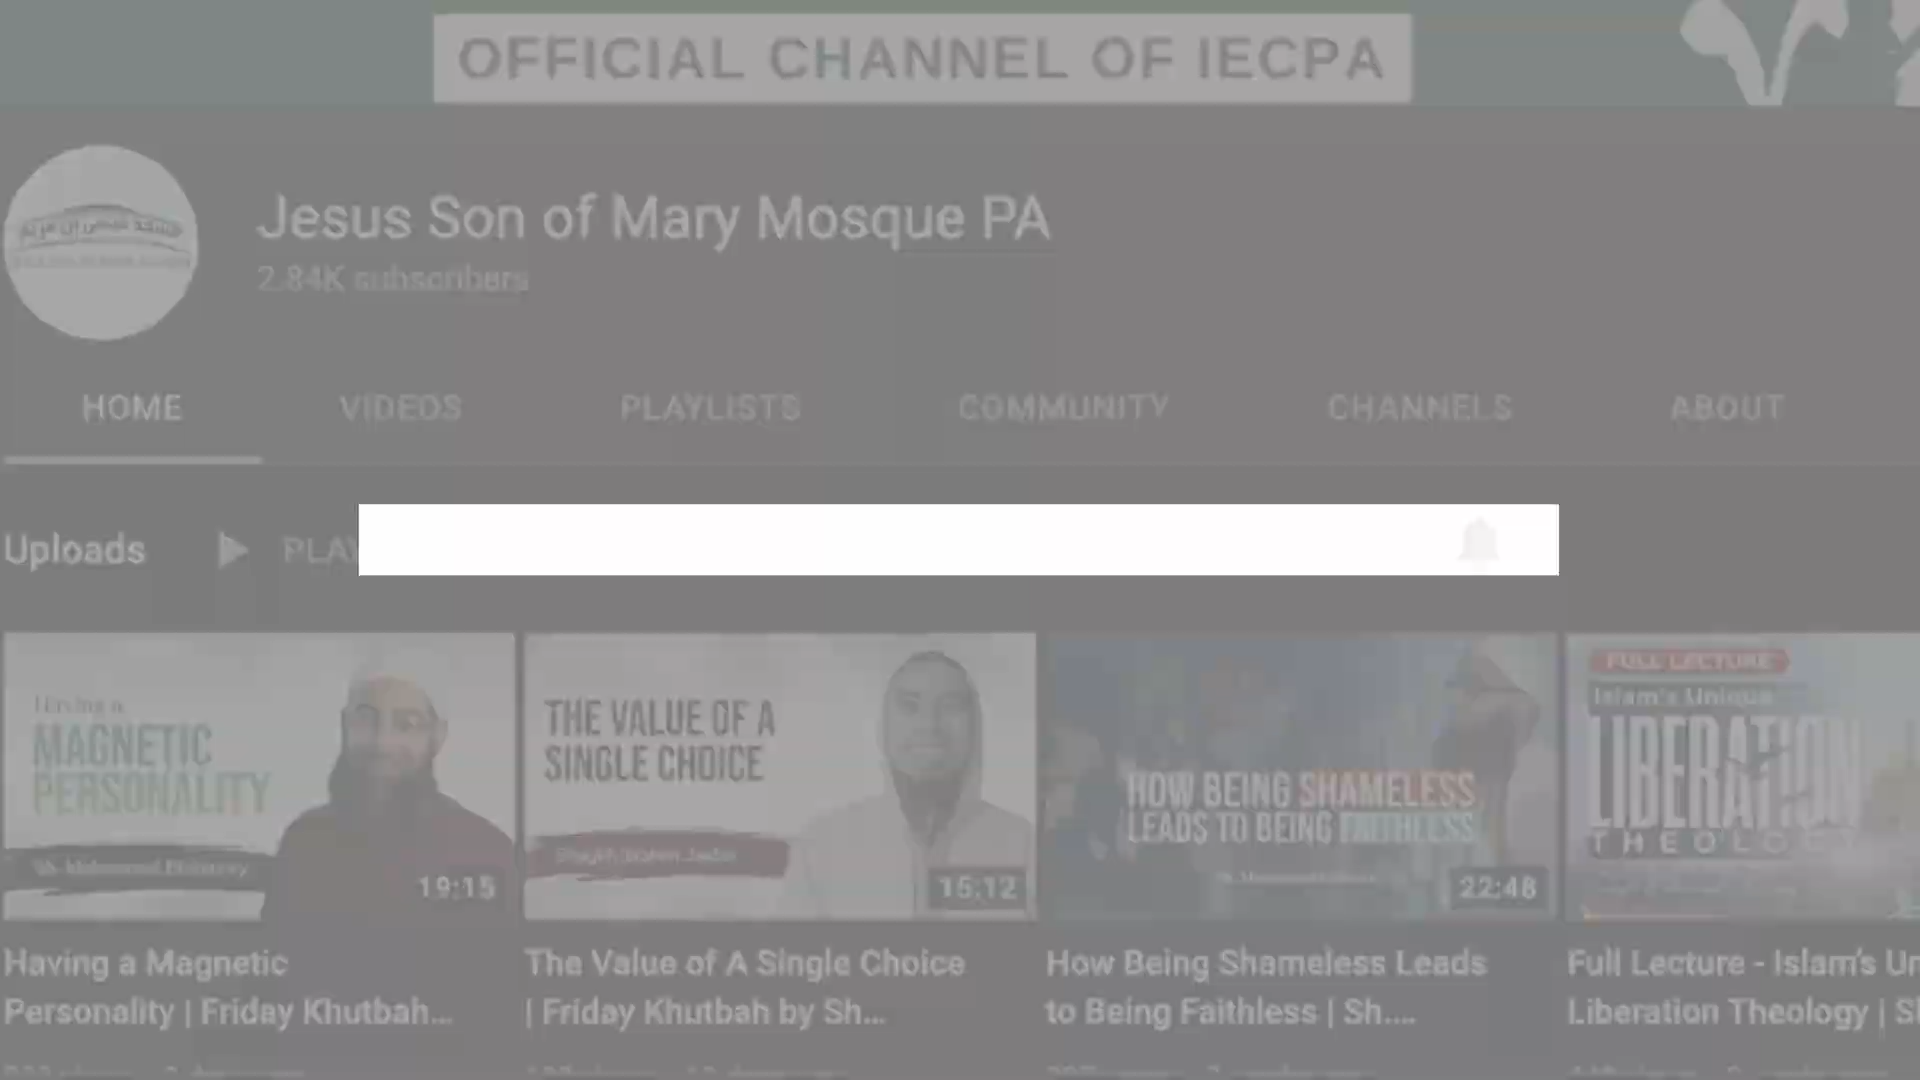 OFFICIAL CHANNEL OF IECPA
Jesus Son of Mary Mosque PA
2.84K subscribers
HOME VIDEOS PLAYLISTS COMMUNITY CHANNELS ABOUT
Uploads
Having a
MAGNETIC
PERSONALITY
19:15
THE VALUE OF A
SINGLE CHOICE
15:12
HOW BEING SHAMELESS
LEADS TO BEING FAITHLESS
22:48
FULL LECTURE
Islam's Unique
LIBERATION
Having a Magnetic
Personality | Friday Khutbah...
The Value of A Single Choice
| Friday Khutbah by Sh...
How Being Shameless Leads
to Being Faithless | Sh....
Full Lecture - Islam's
Liberation Theology |